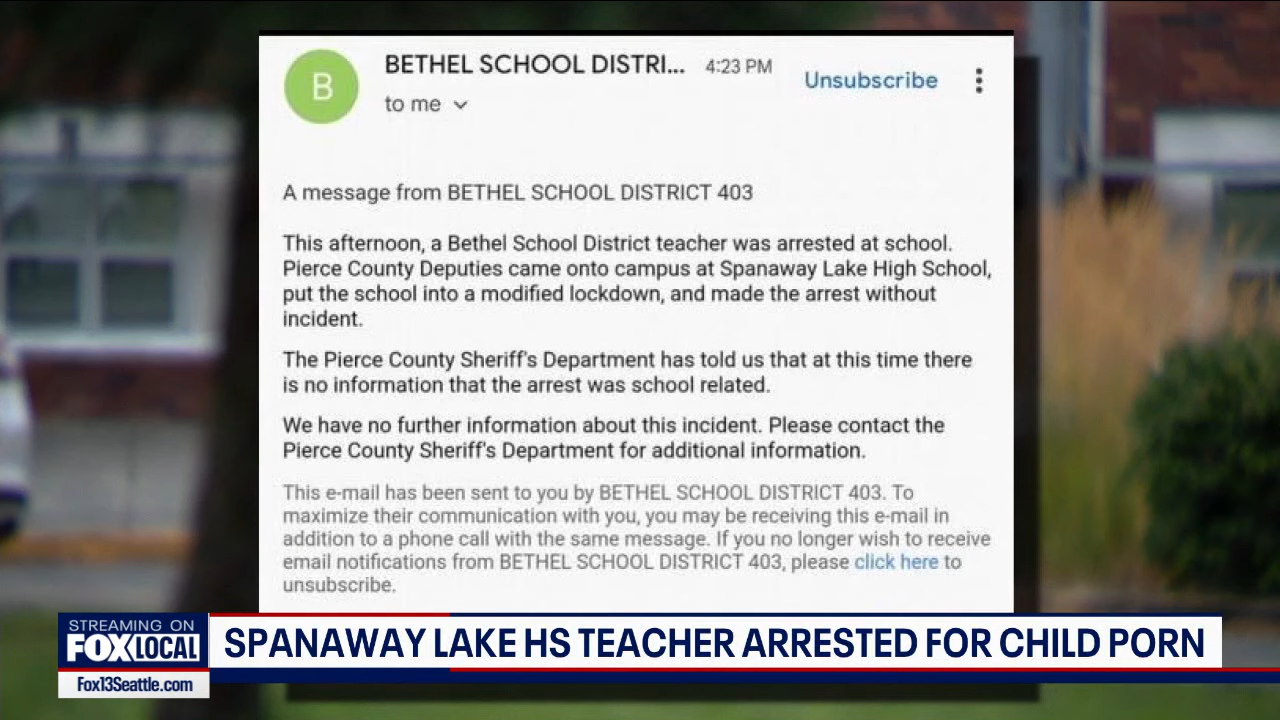 B
BETHEL SCHOOL DISTRI... 4:23 PM
Unsubscribe
to me
A message from BETHEL SCHOOL DISTRICT 403
This afternoon, a Bethel School District teacher was arrested at school.
Pierce County Deputies came onto campus at Spanaway Lake High School,
put the school into a modified lockdown, and made the arrest without
incident.
The Pierce County Sheriff's Department has told us that at this time there
is no information that the arrest was school related.
We have no further information about this incident. Please contact the
Pierce County Sheriff's Department for additional information.
This e-mail has been sent to you by BETHEL SCHOOL DISTRICT 403. To
maximize their communication with you, you may be receiving this e-mail in
addition to a phone call with the same message. If you no longer wish to receive
email notifications from BETHEL SCHOOL DISTRICT 403, please click here to
unsubscribe.
STREAMING ON
FOX LOCAL
SPANAWAY LAKE HS TEACHER ARRESTED FOR CHILD PORN
Fox13Seattle.com